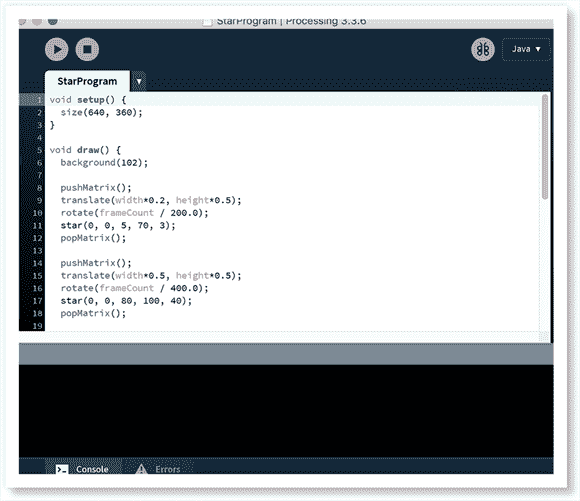 StarProgram | Processing 3.3.6
Java ▼
StarProgram ▼
1 void setup() {
2 size(640, 360);
3 }
4
5 void draw() {
6 background(102);
7
8 pushMatrix();
9 translate(width*0.2, height*0.5);
10 rotate(frameCount / 200.0);
11 star(0, 0, 5, 70, 3);
12 popMatrix();
13
14 pushMatrix();
15 translate(width*0.5, height*0.5);
16 rotate(frameCount / 400.0);
17 star(0, 0, 80, 100, 40);
18 popMatrix();
19
Console Errors